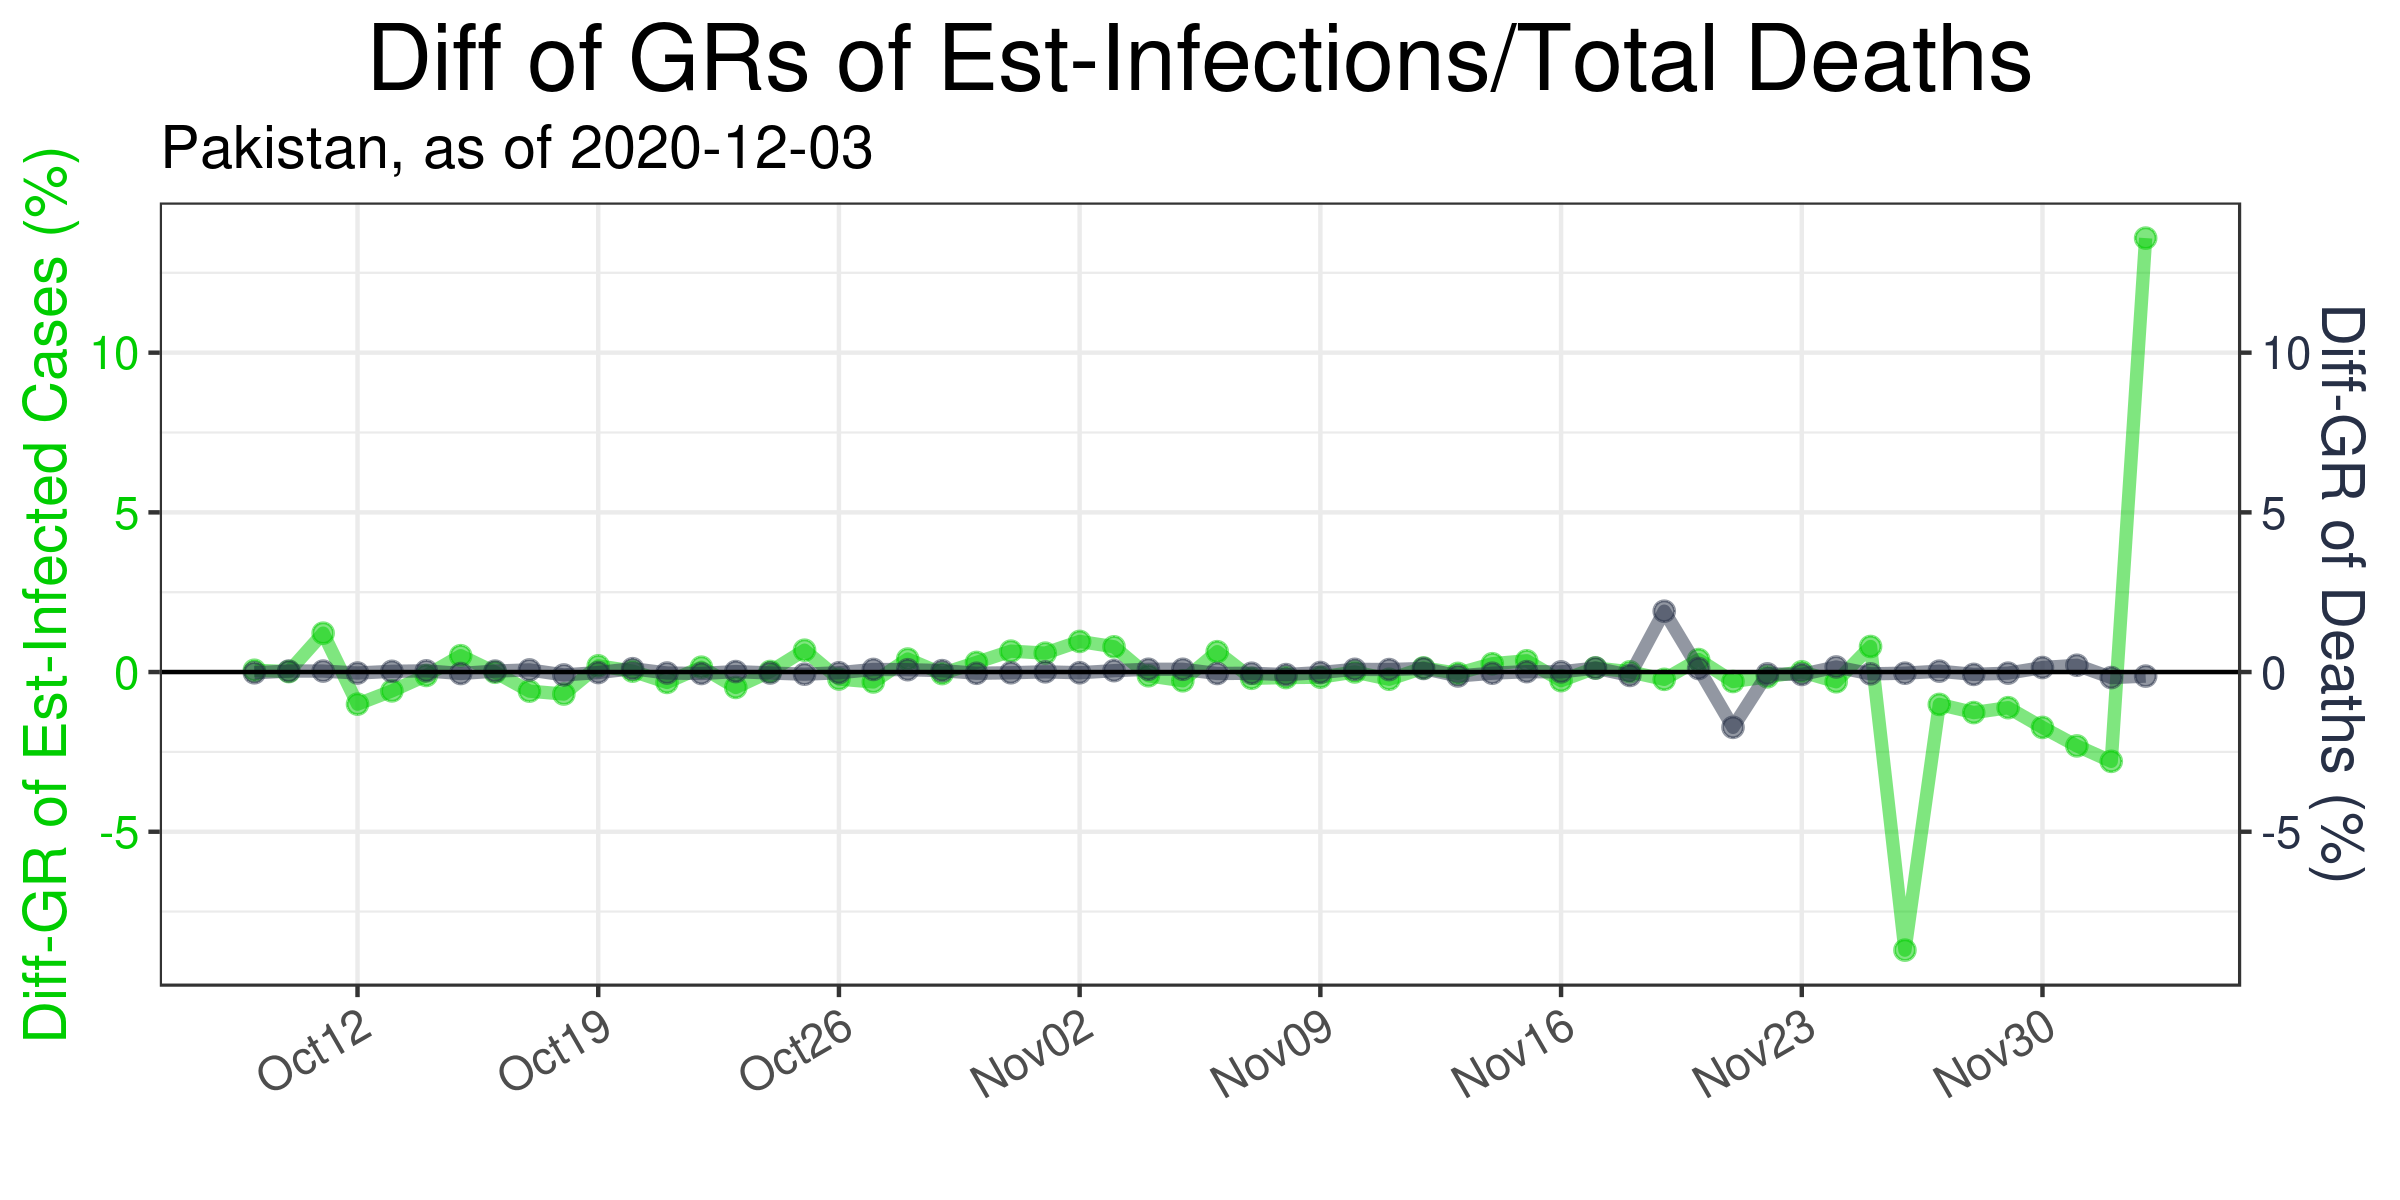 Diff of GRs of Est-Infections/Total Deaths
Pakistan, as of 2020-12-03
Diff-GR of Est-Infected Cases (%)
10
5
0
-5
10
5
0
-5
Diff-GR of Deaths (%)
Oct12
Oct19
Oct26
Nov02
Nov09
Nov16
Nov23
Nov30